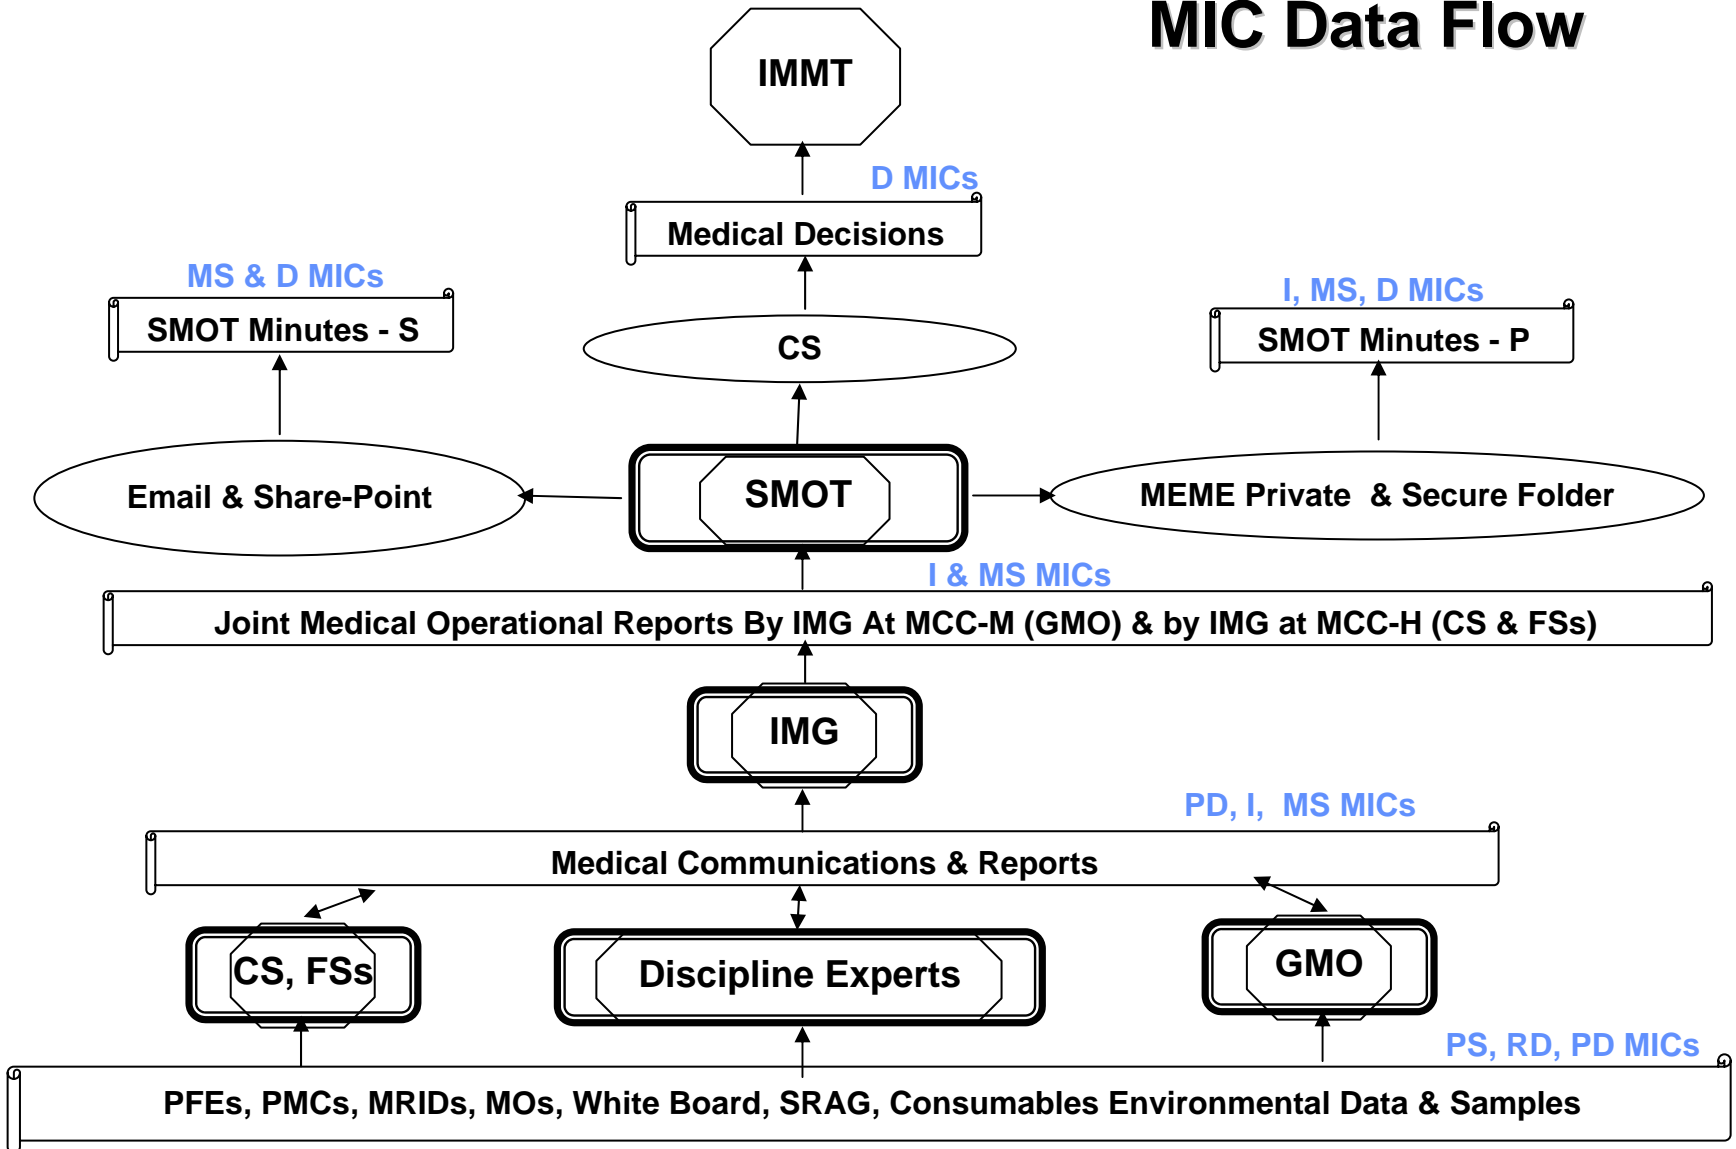 MIC Data Flow
IMMT
D MICs
Medical Decisions
MS & D MICs
I, MS, D MICs
SMOT Minutes - S
CS
SMOT Minutes - P
Email & Share-Point
SMOT
MEME Private & Secure Folder
I & MS MICs
Joint Medical Operational Reports By IMG At MCC-M (GMO) & by IMG at MCC-H (CS & FSs)
IMG
PD, I, MS MICs
Medical Communications & Reports
CS, FSs
Discipline Experts
GMO
PS, RD, PD MICs
PFEs, PMCs, MRIDs, MOs, White Board, SRAG, Consumables Environmental Data & Samples